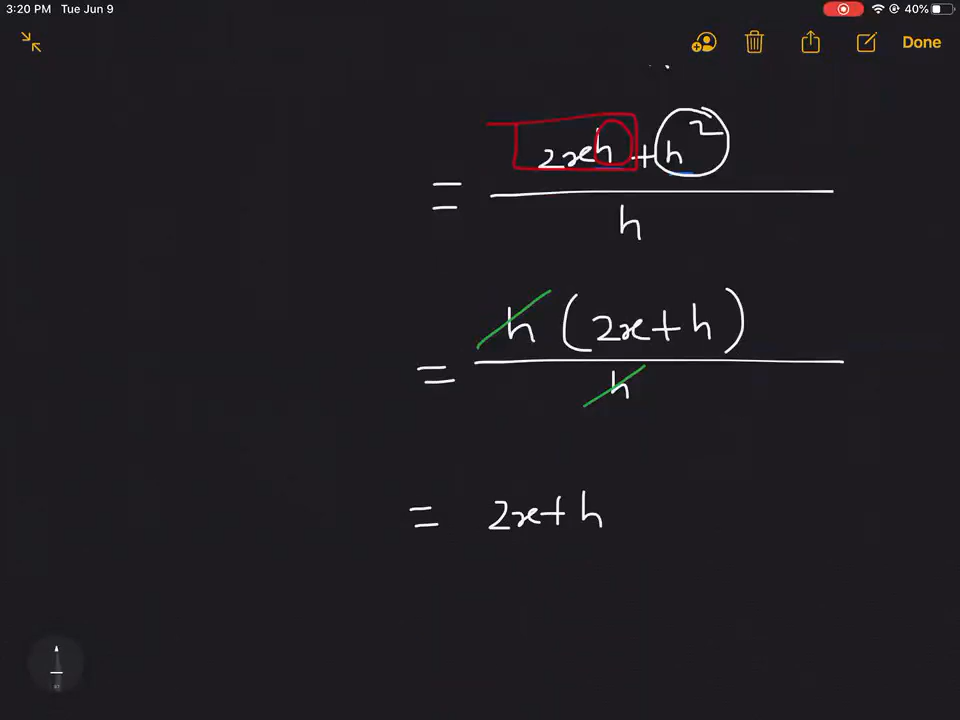 3:20 PM Tue Jun 9 40%
Done
2xh + h²
=
h
h (2x + h)
=
h
= 2x + h